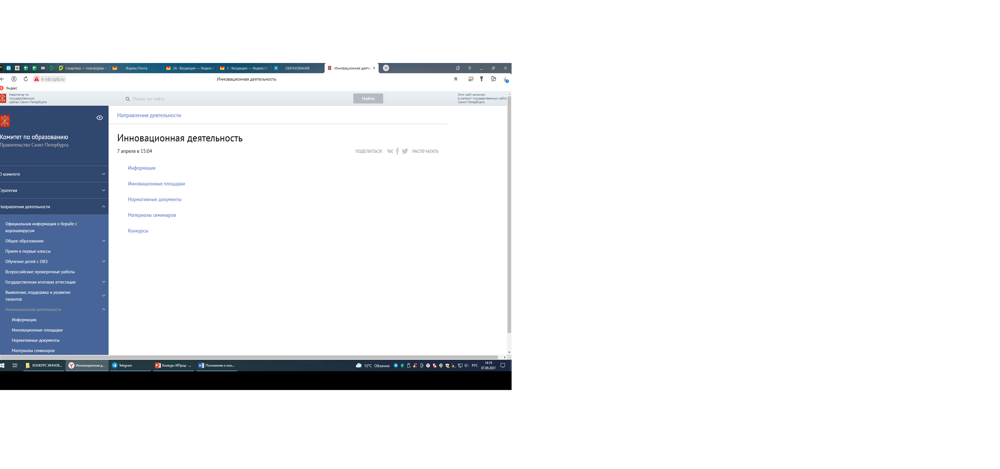 ЭК
Смартека — платформа о
Яндекс.Почта
26 · Входящие — Яндекс.
1 · Входящие — Яндекс.П
ОБРАЗОВАНИЕ
Инновационная деяте
k-obr.spb.ru
Инновационная деятельность
3
Яндекс
Навигатор по
государственным
сайтам Санкт-Петербурга
Поиск по сайту
Найти
Этот сайт включен
в каталог государственных сайто
Санкт-Петербурга
Комитет по образованию
Правительство Санкт-Петербурга
О комитете
Стратегия
Направления деятельности
Официальная информация о борьбе с
коронавирусом
Общее образование
Прием в первые классы
Обучение детей с ОВЗ
Всероссийские проверочные работы
Государственная итоговая аттестация
Выявление, поддержка и развитие
талантов
Инновационная деятельность
Информация
Инновационные площадки
Нормативные документы
Материалы семинаров
Направления деятельности
Инновационная деятельность
7 апреля в 15:04
ПОДЕЛИТЬСЯ:
РАСПЕЧАТАТЬ
Информация
Инновационные площадки
Нормативные документы
Материалы семинаров
Конкурсы
КОНКУРС ИННОВ...
Инновационная д...
Telegram
Конкурс ИПрод - ...
Положение о кон...
15°C Облачно
РУС
14:19
07.09.2021